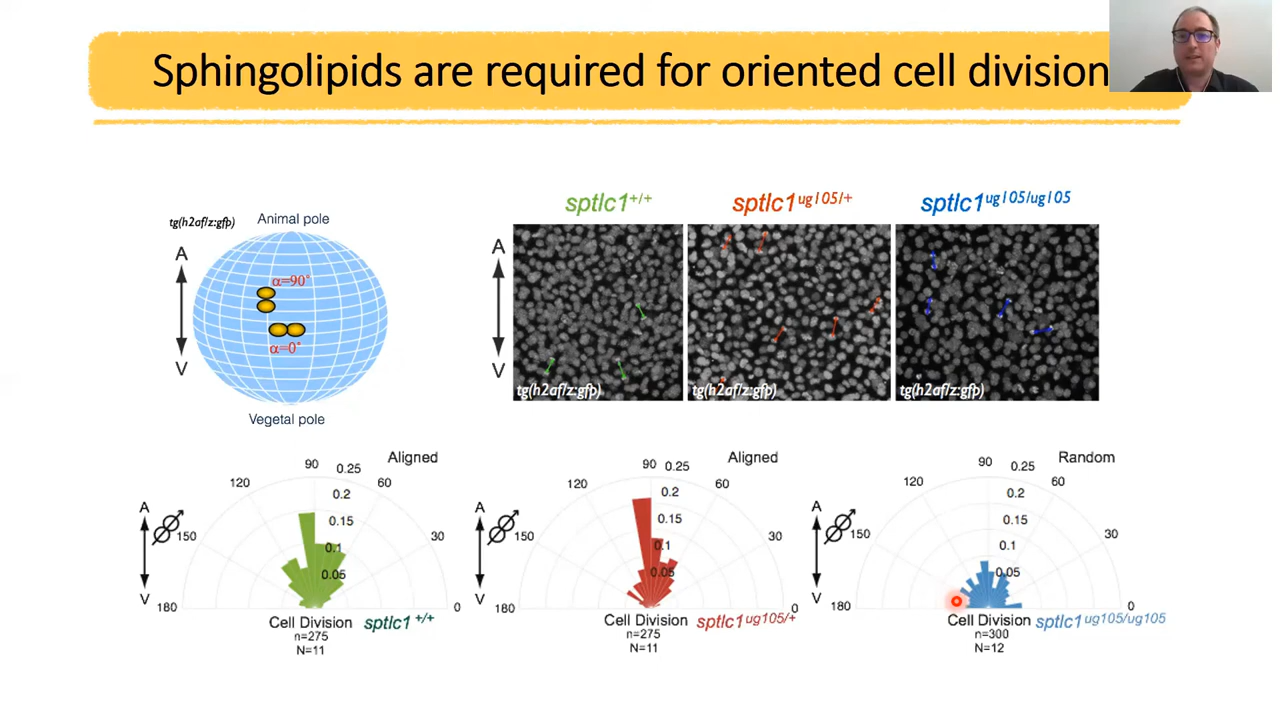 Sphingolipids are required for oriented cell division
tg(h2af/z:gfp)
Animal pole
A
α=90°
α=0°
V
Vegetal pole
sptlc1+/+
sptlc1ug105/+
sptlc1ug105/ug105
A
V
tg(h2af/z:gfp)
tg(h2af/z:gfp)
tg(h2af/z:gfp)
Aligned
90
0.25
120
60
0.2
A
0.15
150
30
0.1
0.05
V
180
0
Cell Division
sptlc1 +/+
n=275
N=11
Aligned
90
0.25
120
60
0.2
A
0.15
150
30
0.1
0.05
V
180
0
Cell Division
sptlc1ug105/+
n=275
N=11
Random
90
0.25
120
60
0.2
A
0.15
150
30
0.1
0.05
V
180
0
Cell Division
sptlc1ug105/ug105
n=300
N=12